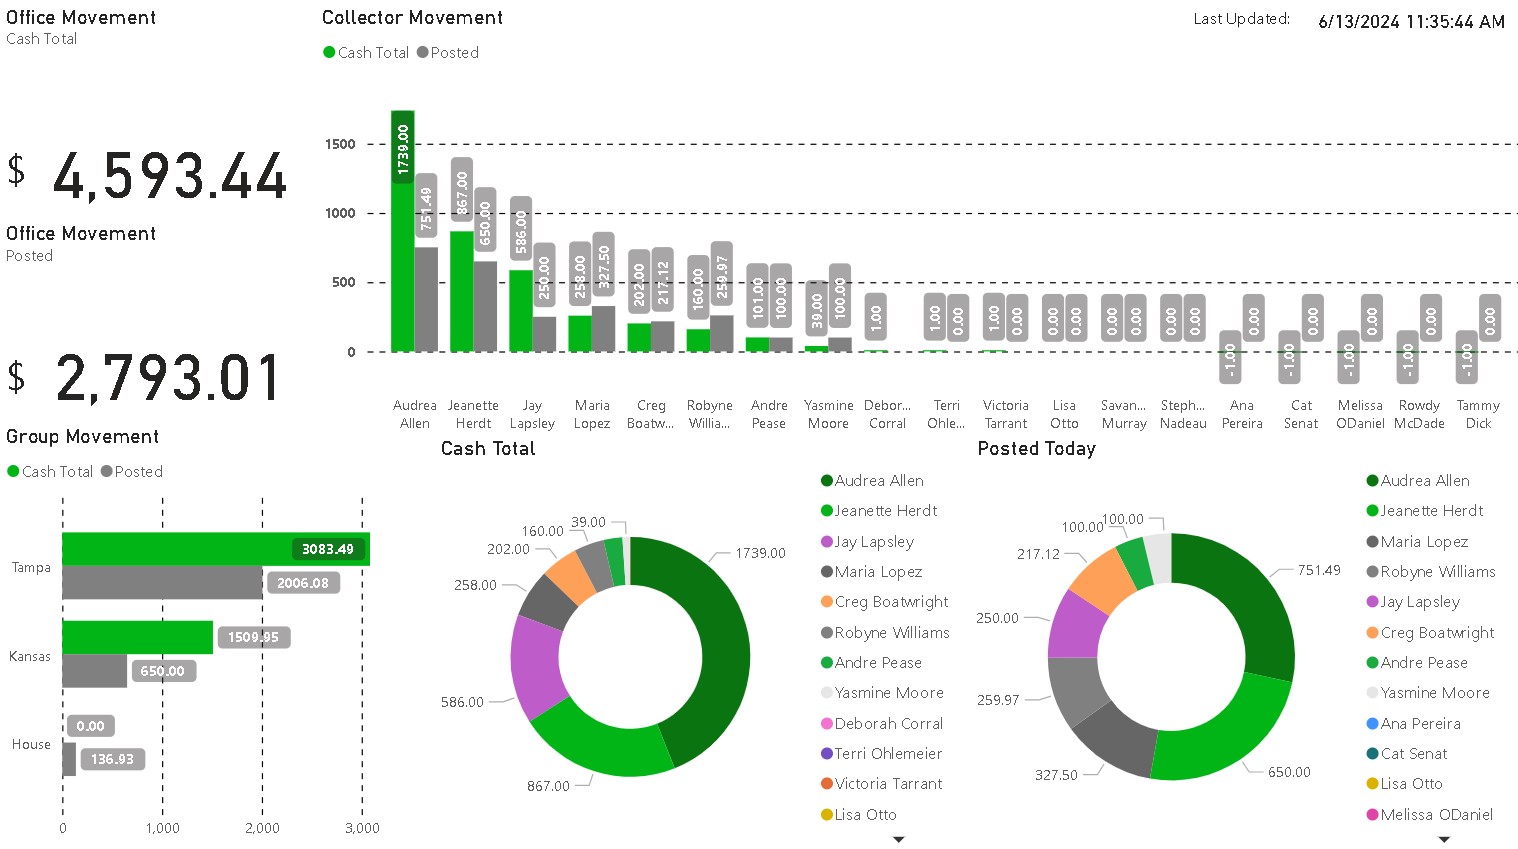 Office Movement
Cash Total
$ 4,593.44
Office Movement
Posted
$ 2,793.01
Collector Movement
Cash Total Posted
Last Updated: 6/13/2024 11:35:44 AM
1500
1000
500
0
1739.00
751.49
867.00
650.00
586.00
250.00
258.00
327.50
202.00
217.12
160.00
259.97
101.00
100.00
39.00
100.00
1.00
1.00
0.00
1.00
0.00
0.00
0.00
0.00
0.00
0.00
0.00
-1.00
0.00
-1.00
0.00
-1.00
0.00
-1.00
0.00
-1.00
0.00
Audrea Allen
Jeanette Herdt
Jay Lapsley
Maria Lopez
Creg Boatw...
Robyne Willia...
Andre Pease
Yasmine Moore
Debor... Corral
Terri Ohle...
Victoria Tarrant
Lisa Otto
Savan... Murray
Steph... Nadeau
Ana Pereira
Cat Senat
Melissa ODaniel
Rowdy McDade
Tammy Dick
Group Movement
Cash Total Posted
Tampa
3083.49
2006.08
Kansas
1509.95
650.00
House
0.00
136.93
0
1,000
2,000
3,000
Cash Total
1739.00
867.00
586.00
258.00
202.00
160.00
39.00
Audrea Allen
Jeanette Herdt
Jay Lapsley
Maria Lopez
Creg Boatwright
Robyne Williams
Andre Pease
Yasmine Moore
Deborah Corral
Terri Ohlemeier
Victoria Tarrant
Lisa Otto
Posted Today
751.49
650.00
327.50
259.97
250.00
217.12
100.00
100.00
Audrea Allen
Jeanette Herdt
Maria Lopez
Robyne Williams
Jay Lapsley
Creg Boatwright
Andre Pease
Yasmine Moore
Ana Pereira
Cat Senat
Lisa Otto
Melissa ODaniel